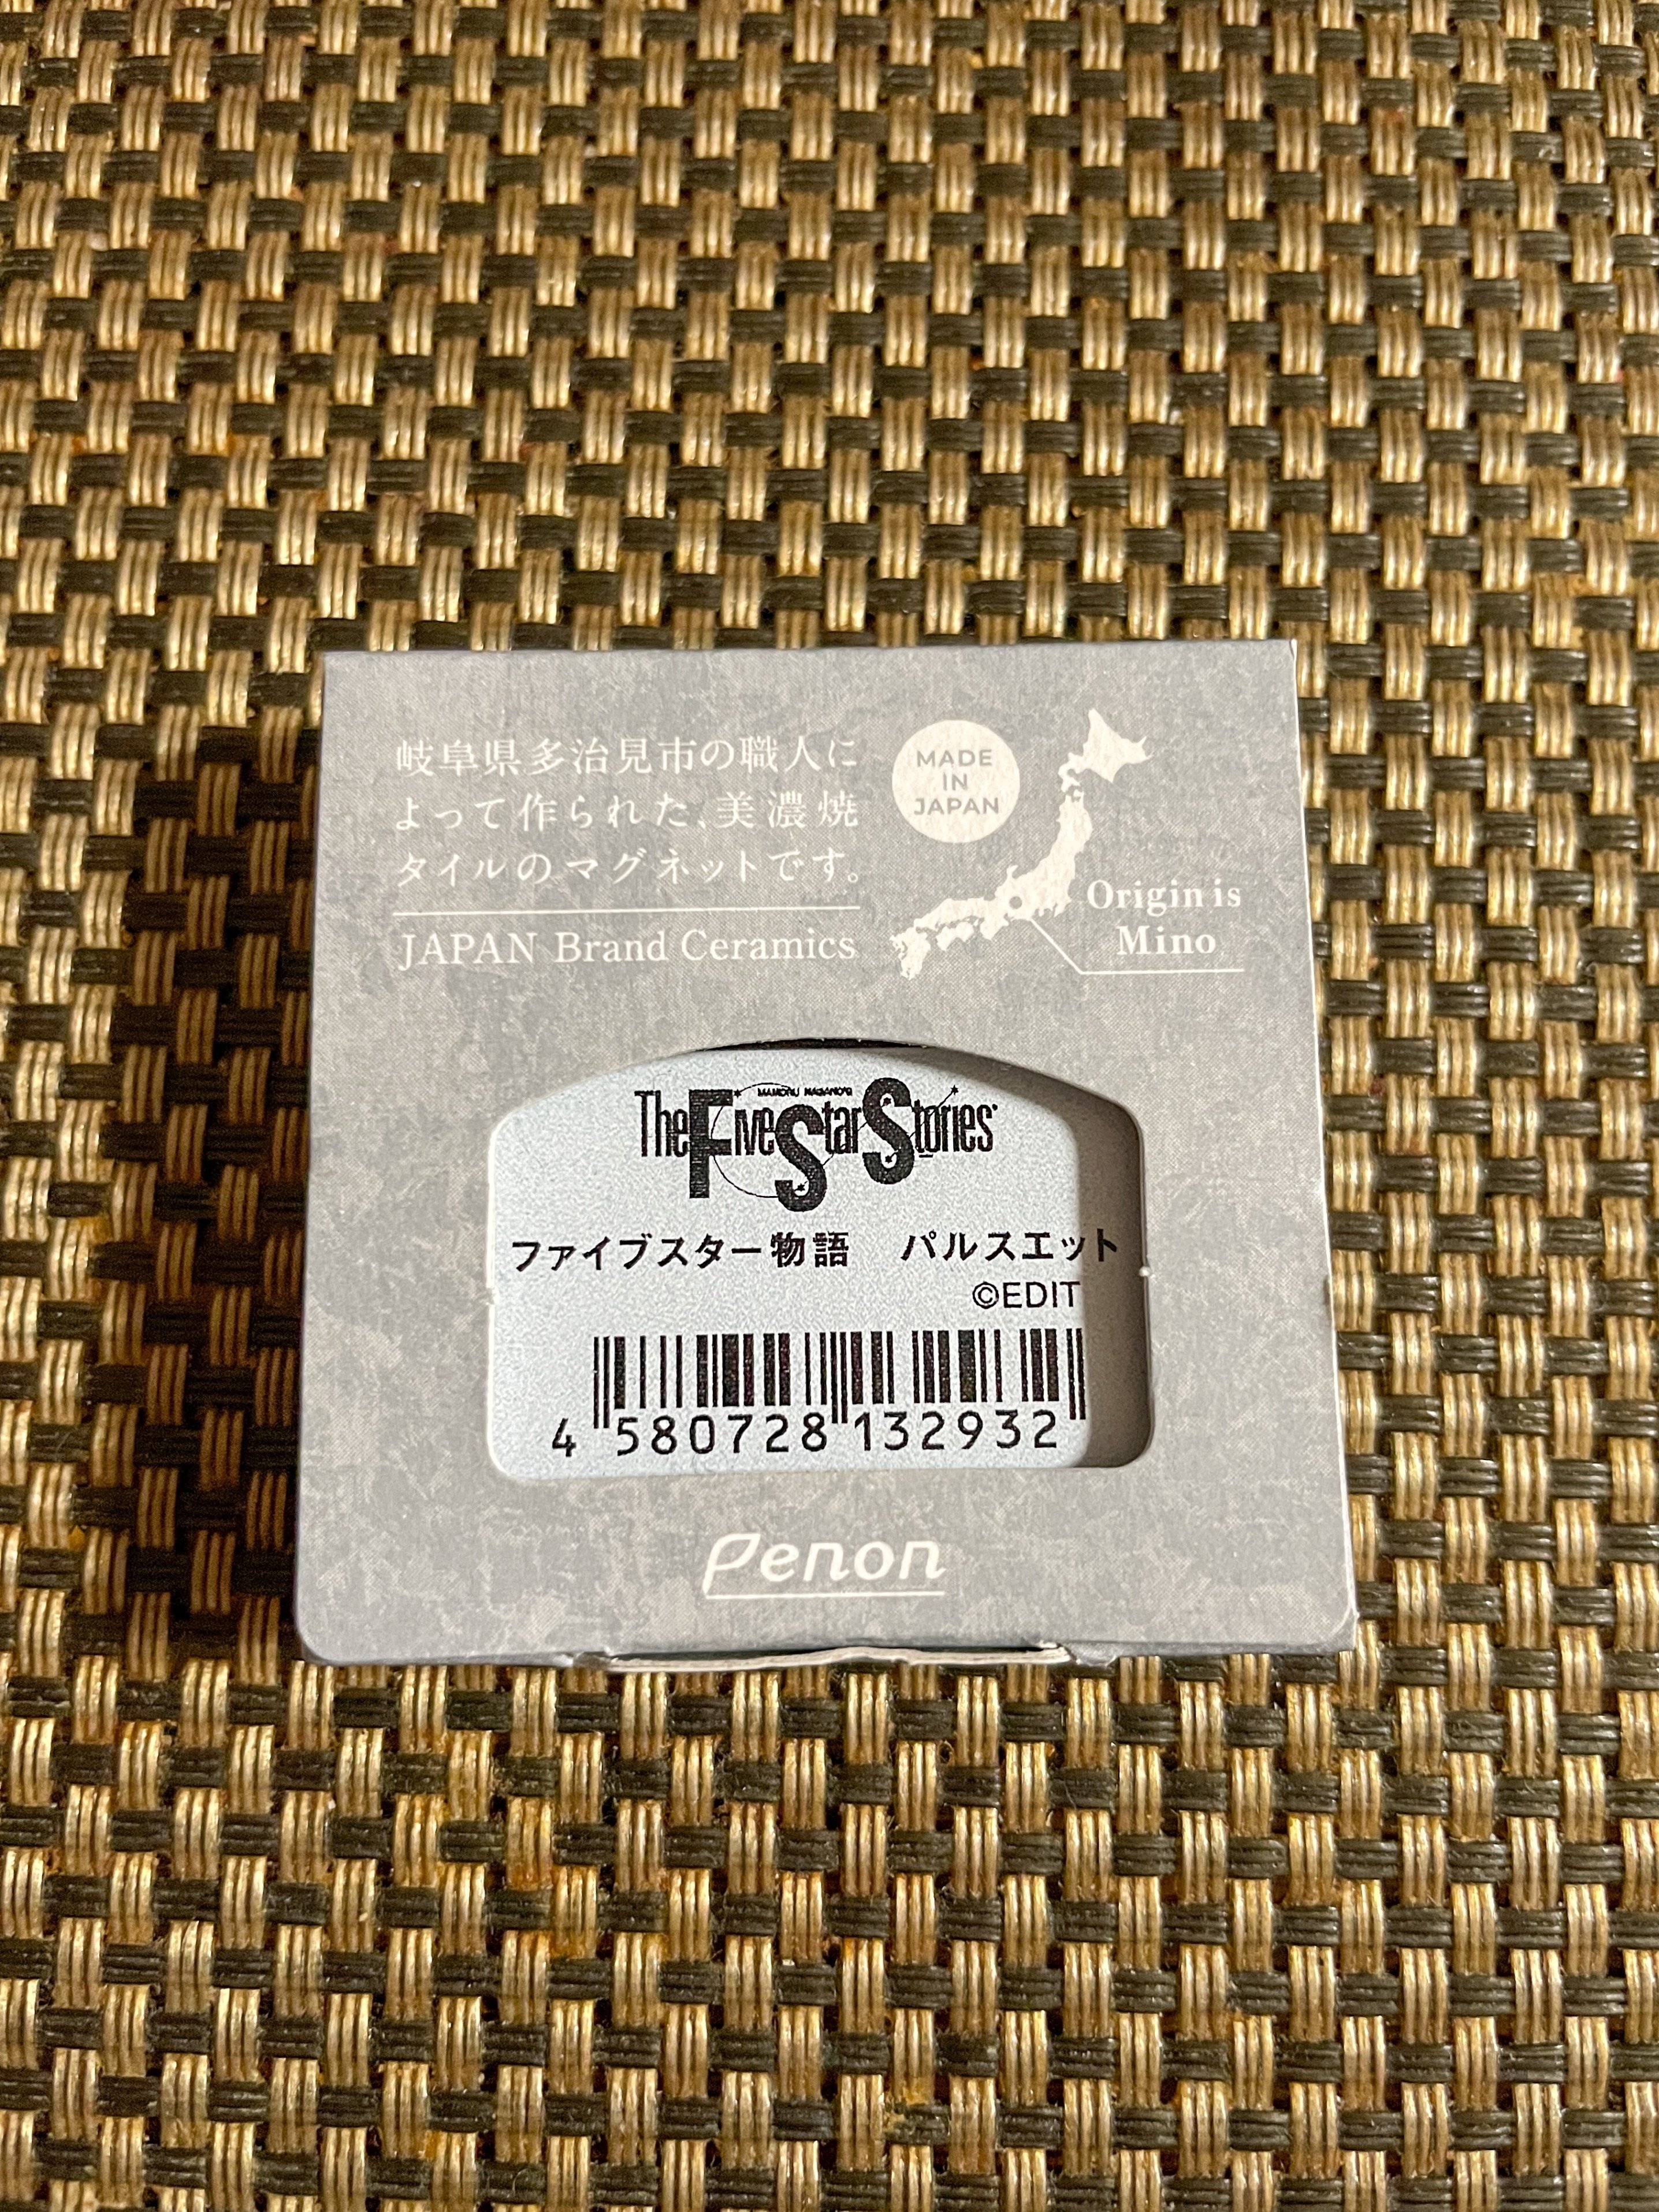 岐阜県多治見市の職人に
よって作られた、美濃焼
タイルのマグネットです。
JAPAN Brand Ceramics
MADE
IN
JAPAN
Origin is
Mino
MAMORU NAGANO'S
The Five Star Stories
ファイブスター物語 パルスエット
©EDIT
4 580728 132932
Penon